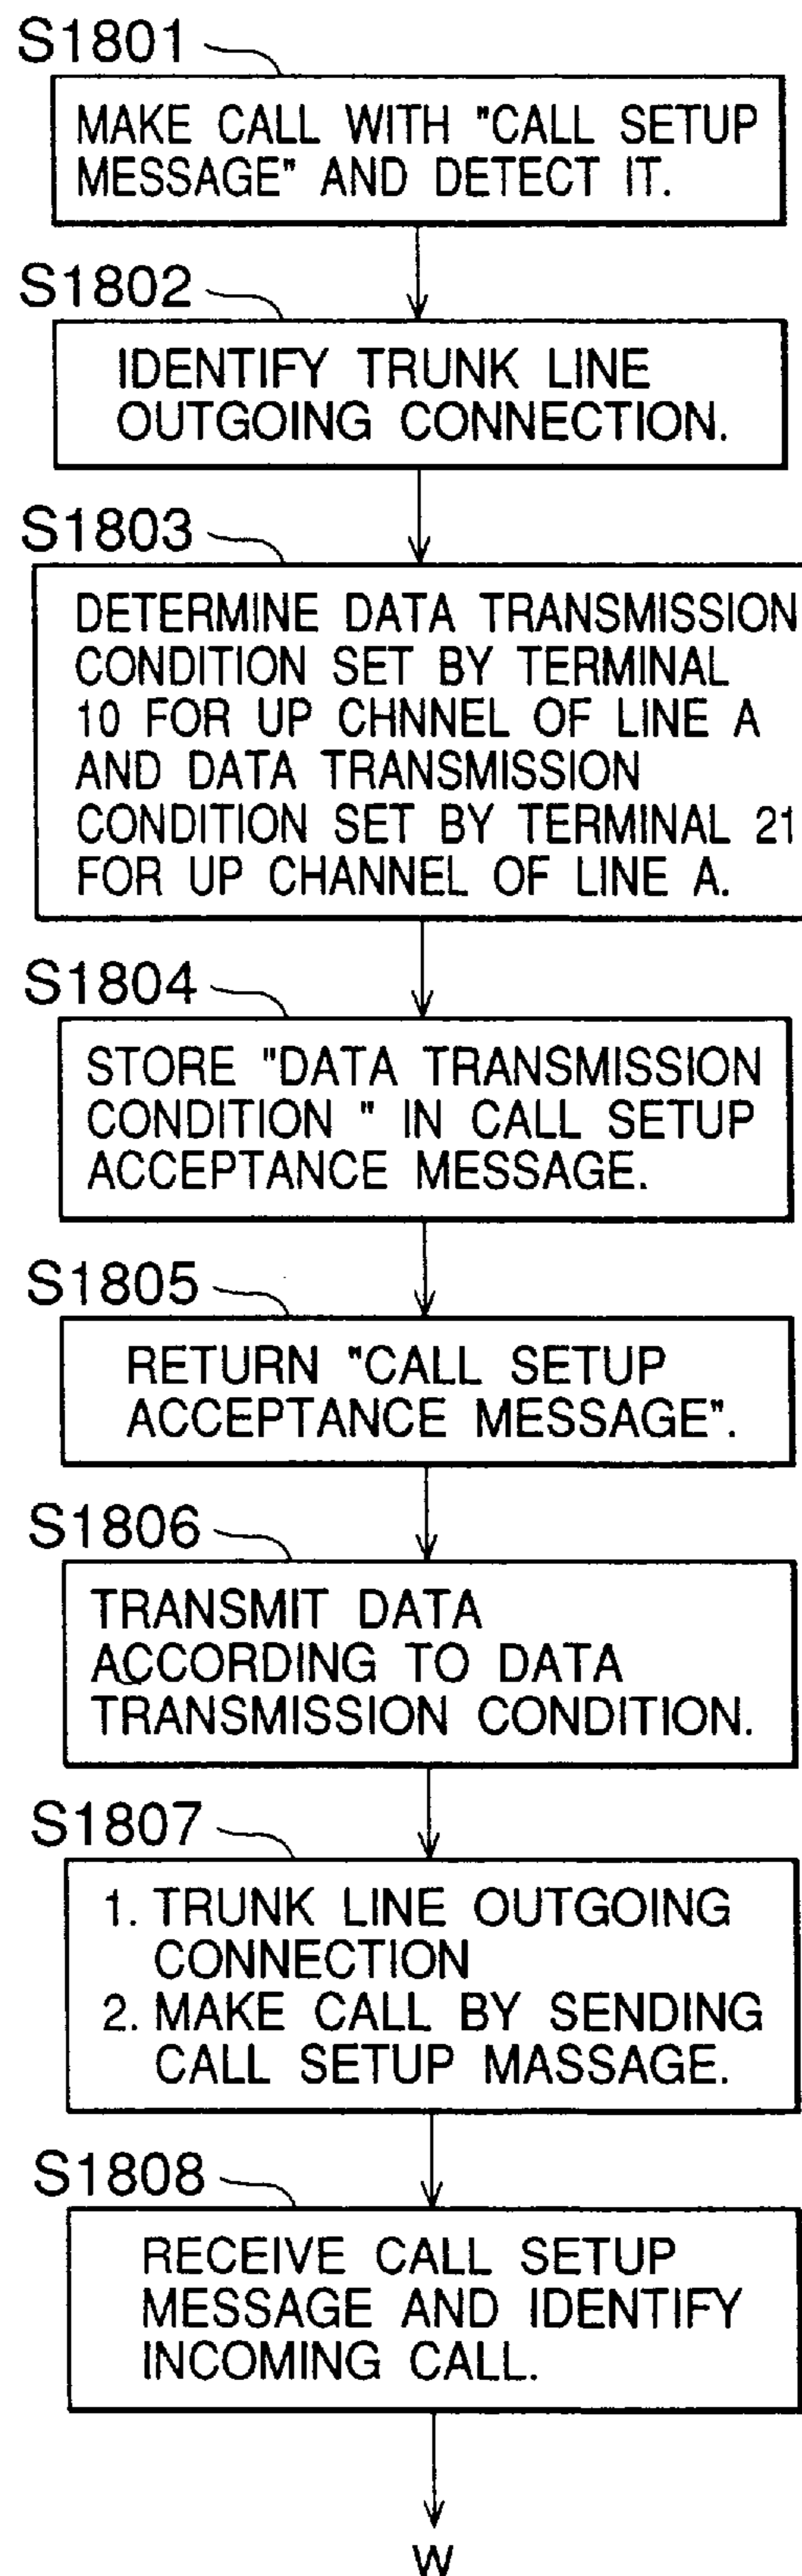 S1801
MAKE CALL WITH "CALL SETUP
MESSAGE" AND DETECT IT.
S1802
IDENTIFY TRUNK LINE
OUTGOING CONNECTION.
S1803
DETERMINE DATA TRANSMISSION
CONDITION SET BY TERMINAL
10 FOR UP CHNNEL OF LINE A
AND DATA TRANSMISSION
CONDITION SET BY TERMINAL 21
FOR UP CHANNEL OF LINE A.
S1804
STORE "DATA TRANSMISSION
CONDITION " IN CALL SETUP
ACCEPTANCE MESSAGE.
S1805
RETURN "CALL SETUP
ACCEPTANCE MESSAGE".
S1806
TRANSMIT DATA
ACCORDING TO DATA
TRANSMISSION CONDITION.
S1807
1. TRUNK LINE OUTGOING
CONNECTION
2. MAKE CALL BY SENDING
CALL SETUP MASSAGE.
S1808
RECEIVE CALL SETUP
MESSAGE AND IDENTIFY
INCOMING CALL.
W